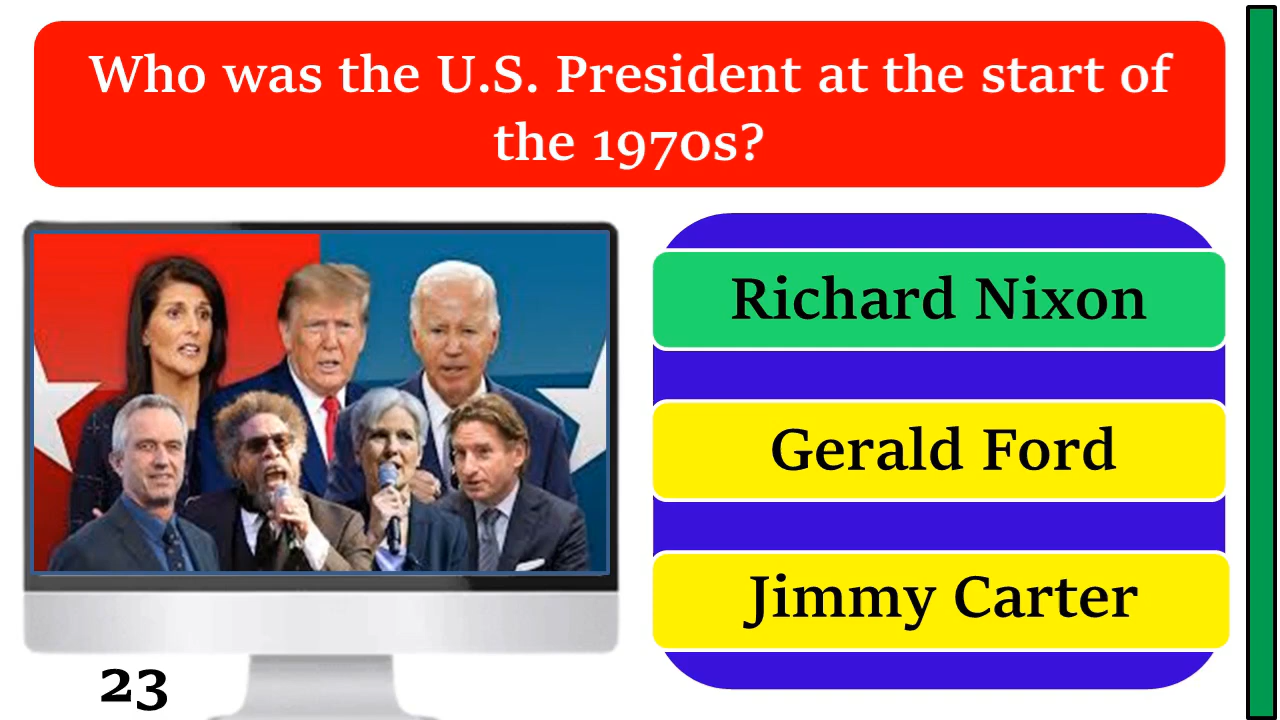 Who was the U.S. President at the start of
the 1970s?
Richard Nixon
Gerald Ford
Jimmy Carter
23